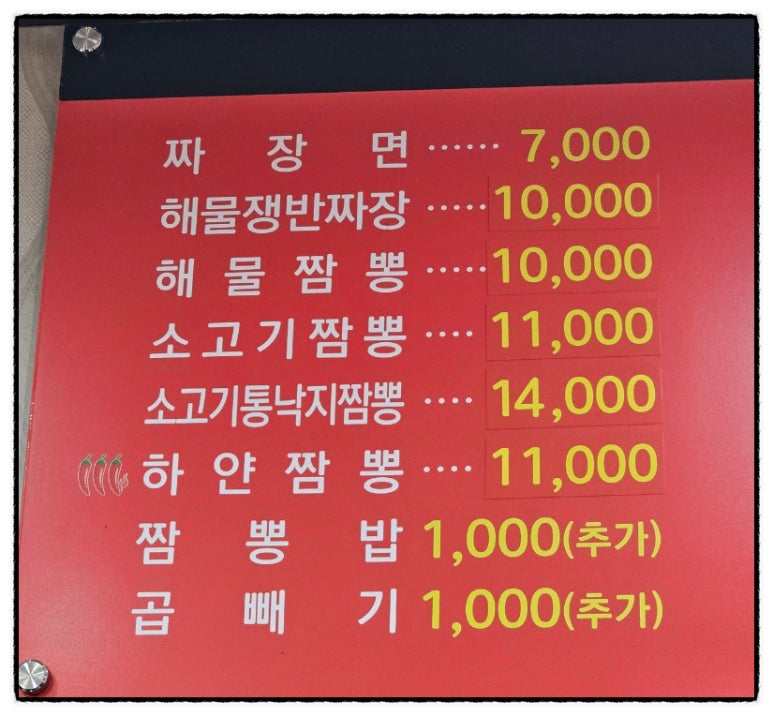 짜장면 ······ 7,000
해물쟁반짜장 ····· 10,000
해물짬뽕 ····· 10,000
소고기짬뽕 ···· 11,000
소고기통낙지짬뽕 ···· 14,000
하얀짬뽕 ···· 11,000
짬뽕밥 1,000(추가)
곱빼기 1,000(추가)